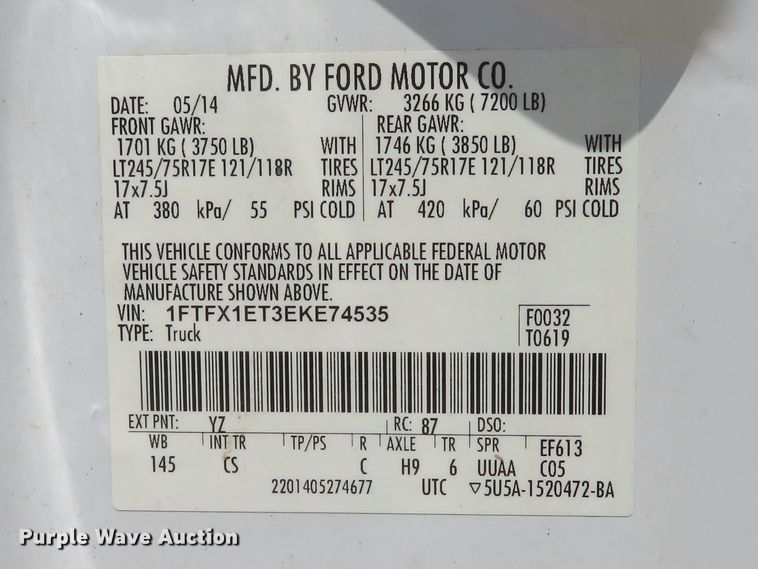 MFD. BY FORD MOTOR CO.
DATE: 05/14 GVWR: 3266 KG ( 7200 LB)
FRONT GAWR: REAR GAWR:
1701 KG ( 3750 LB) WITH 1746 KG ( 3850 LB) WITH
LT245/75R17E 121/118R TIRES LT245/75R17E 121/118R TIRES
17x7.5J RIMS 17x7.5J RIMS
AT 380 kPa/ 55 PSI COLD AT 420 kPa/ 60 PSI COLD
THIS VEHICLE CONFORMS TO ALL APPLICABLE FEDERAL MOTOR
VEHICLE SAFETY STANDARDS IN EFFECT ON THE DATE OF
MANUFACTURE SHOWN ABOVE.
VIN: 1FTFX1ET3EKE74535 F0032
TYPE: Truck T0619
EXT PNT: YZ RC: 87 DSO:
WB INT TR TP/PS R AXLE TR SPR EF613
145 CS C H9 6 UUAA C05
2201405274677 UTC ▽5U5A-1520472-BA
Purple Wave Auction Purple Wave Auction